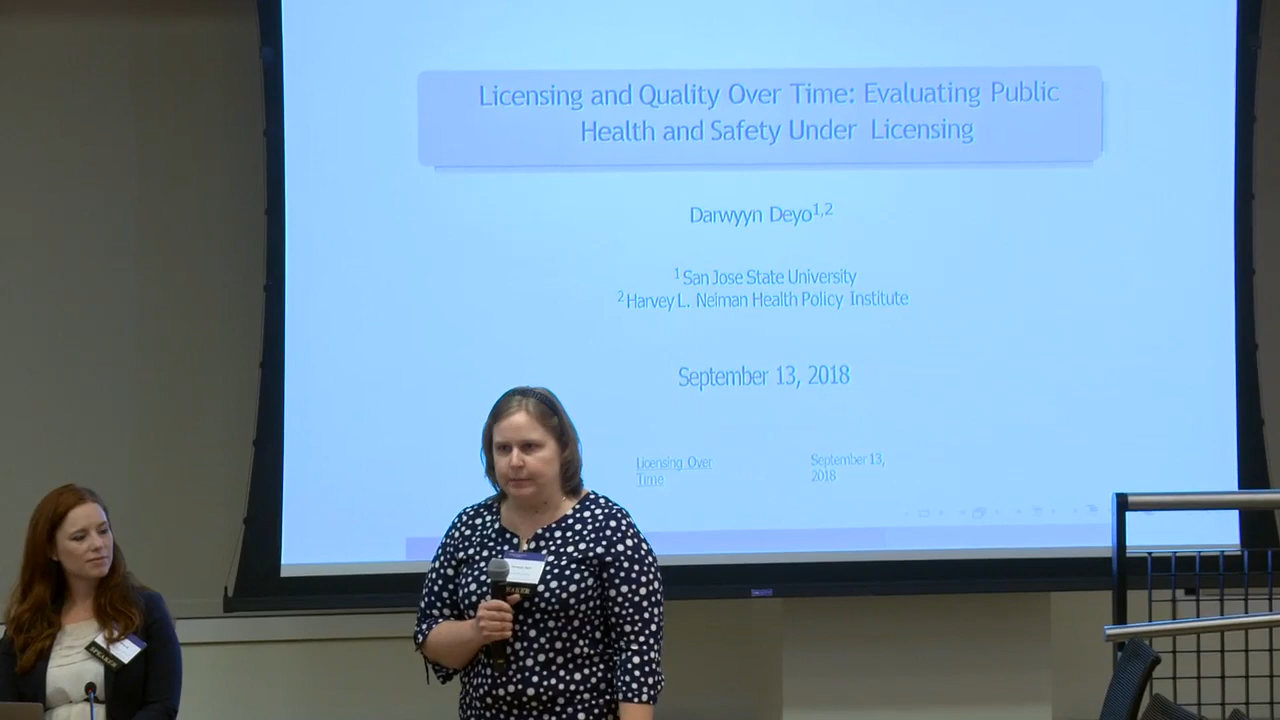 Licensing and Quality Over Time: Evaluating Public
Health and Safety Under Licensing
Darwyyn Deyo1,2
1 San Jose State University
2 Harvey L. Neiman Health Policy Institute
September 13, 2018
Licensing Over
Time
September 13,
2018
SPEAKER